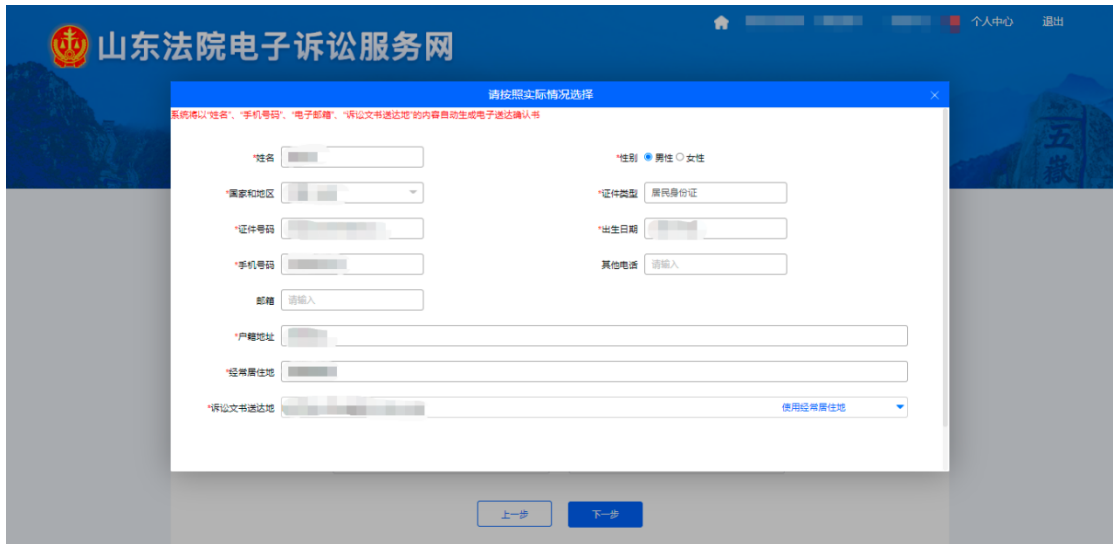 个人中心 退出
山东法院电子诉讼服务网
请按照实际情况选择
系统将以"姓名"、"手机号码"、"电子邮箱"、"诉讼文书送达地"的内容自动生成电子送达确认书
*姓名 *性别 男性 女性
*国家和地区 *证件类型 居民身份证
*证件号码 *出生日期
*手机号码 其他电话 请输入
邮箱 请输入
*户籍地址
*经常居住地
*诉讼文书送达地 使用经常居住地
上一步 下一步
五
嶽